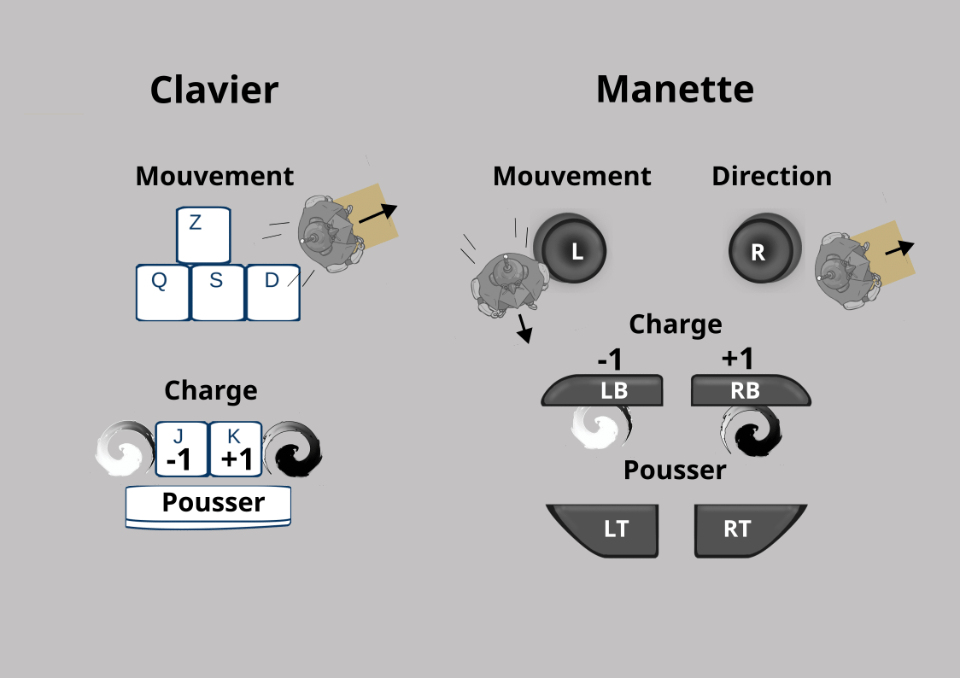 Clavier
Mouvement
Z
Q S D
Charge
J K
-1 +1
Pousser
Manette
Mouvement Direction
L R
Charge
-1 +1
LB RB
Pousser
LT RT